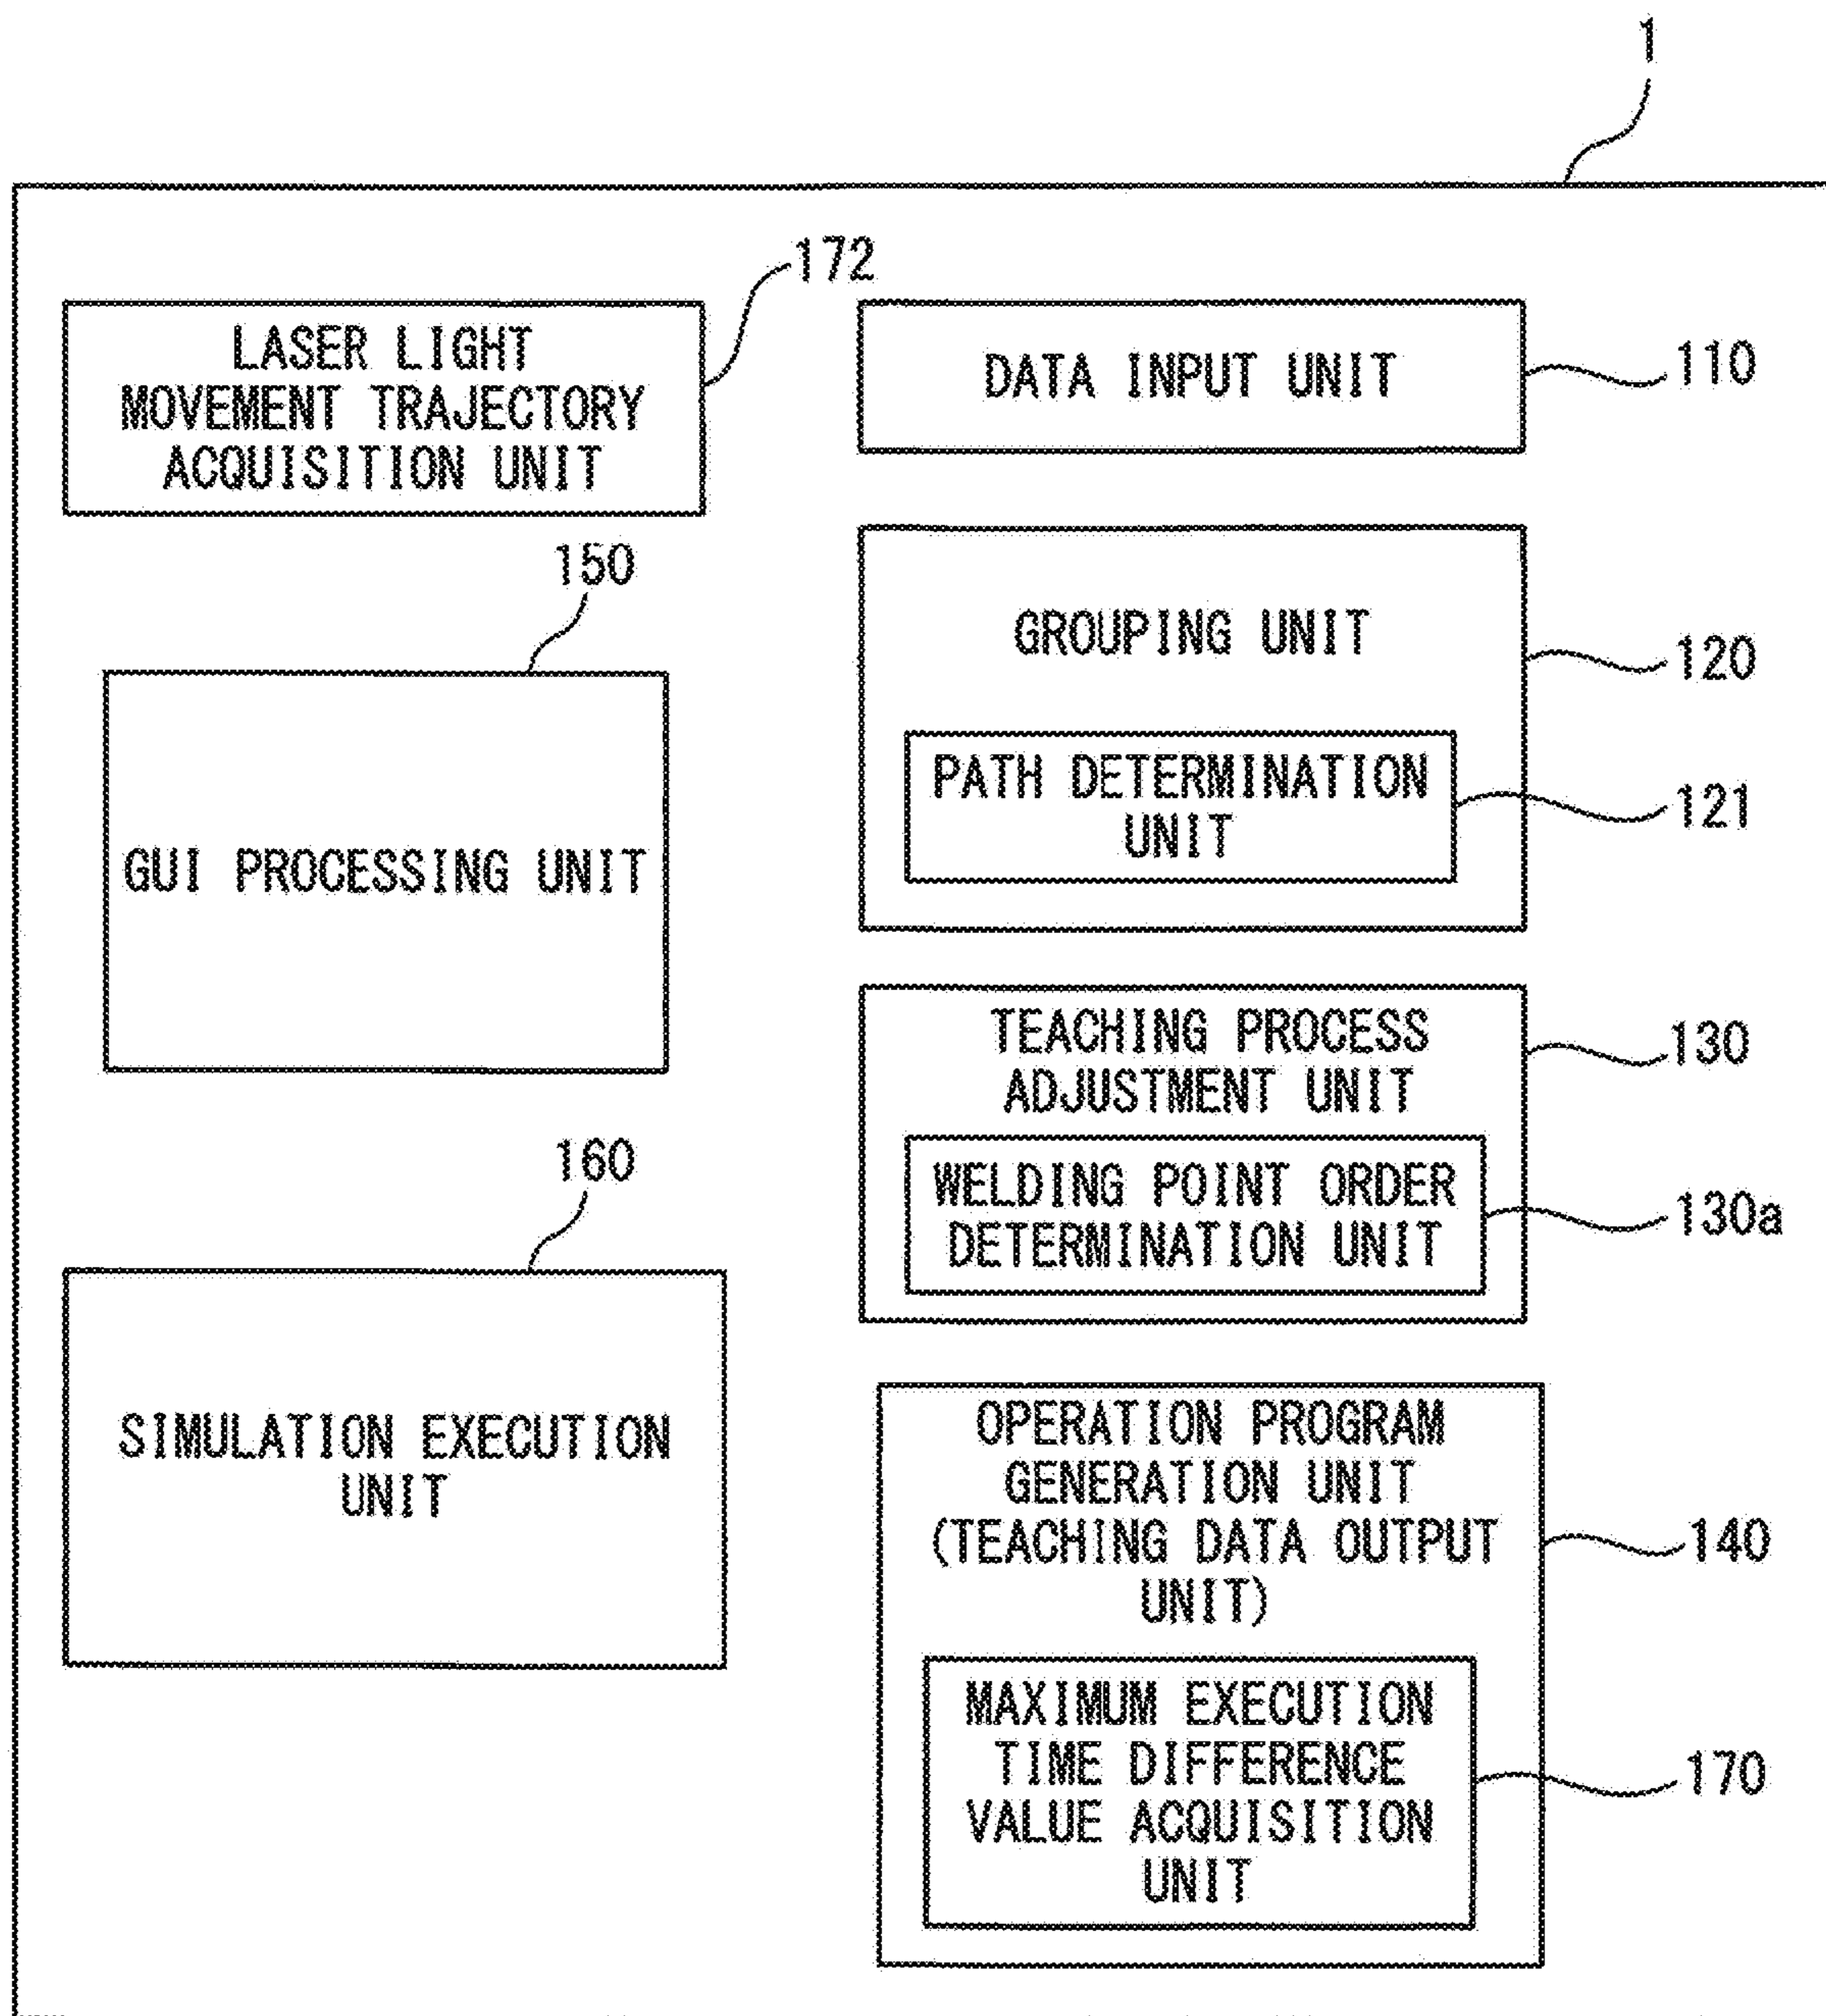 1
172
LASER LIGHT
MOVEMENT TRAJECTORY
ACQUISITION UNIT
150
GUI PROCESSING UNIT
160
SIMULATION EXECUTION
UNIT
DATA INPUT UNIT
110
GROUPING UNIT
120
PATH DETERMINATION
UNIT
121
TEACHING PROCESS
ADJUSTMENT UNIT
130
WELDING POINT ORDER
DETERMINATION UNIT
130a
OPERATION PROGRAM
GENERATION UNIT
(TEACHING DATA OUTPUT
UNIT)
140
MAXIMUM EXECUTION
TIME DIFFERENCE
VALUE ACQUISITION
UNIT
170